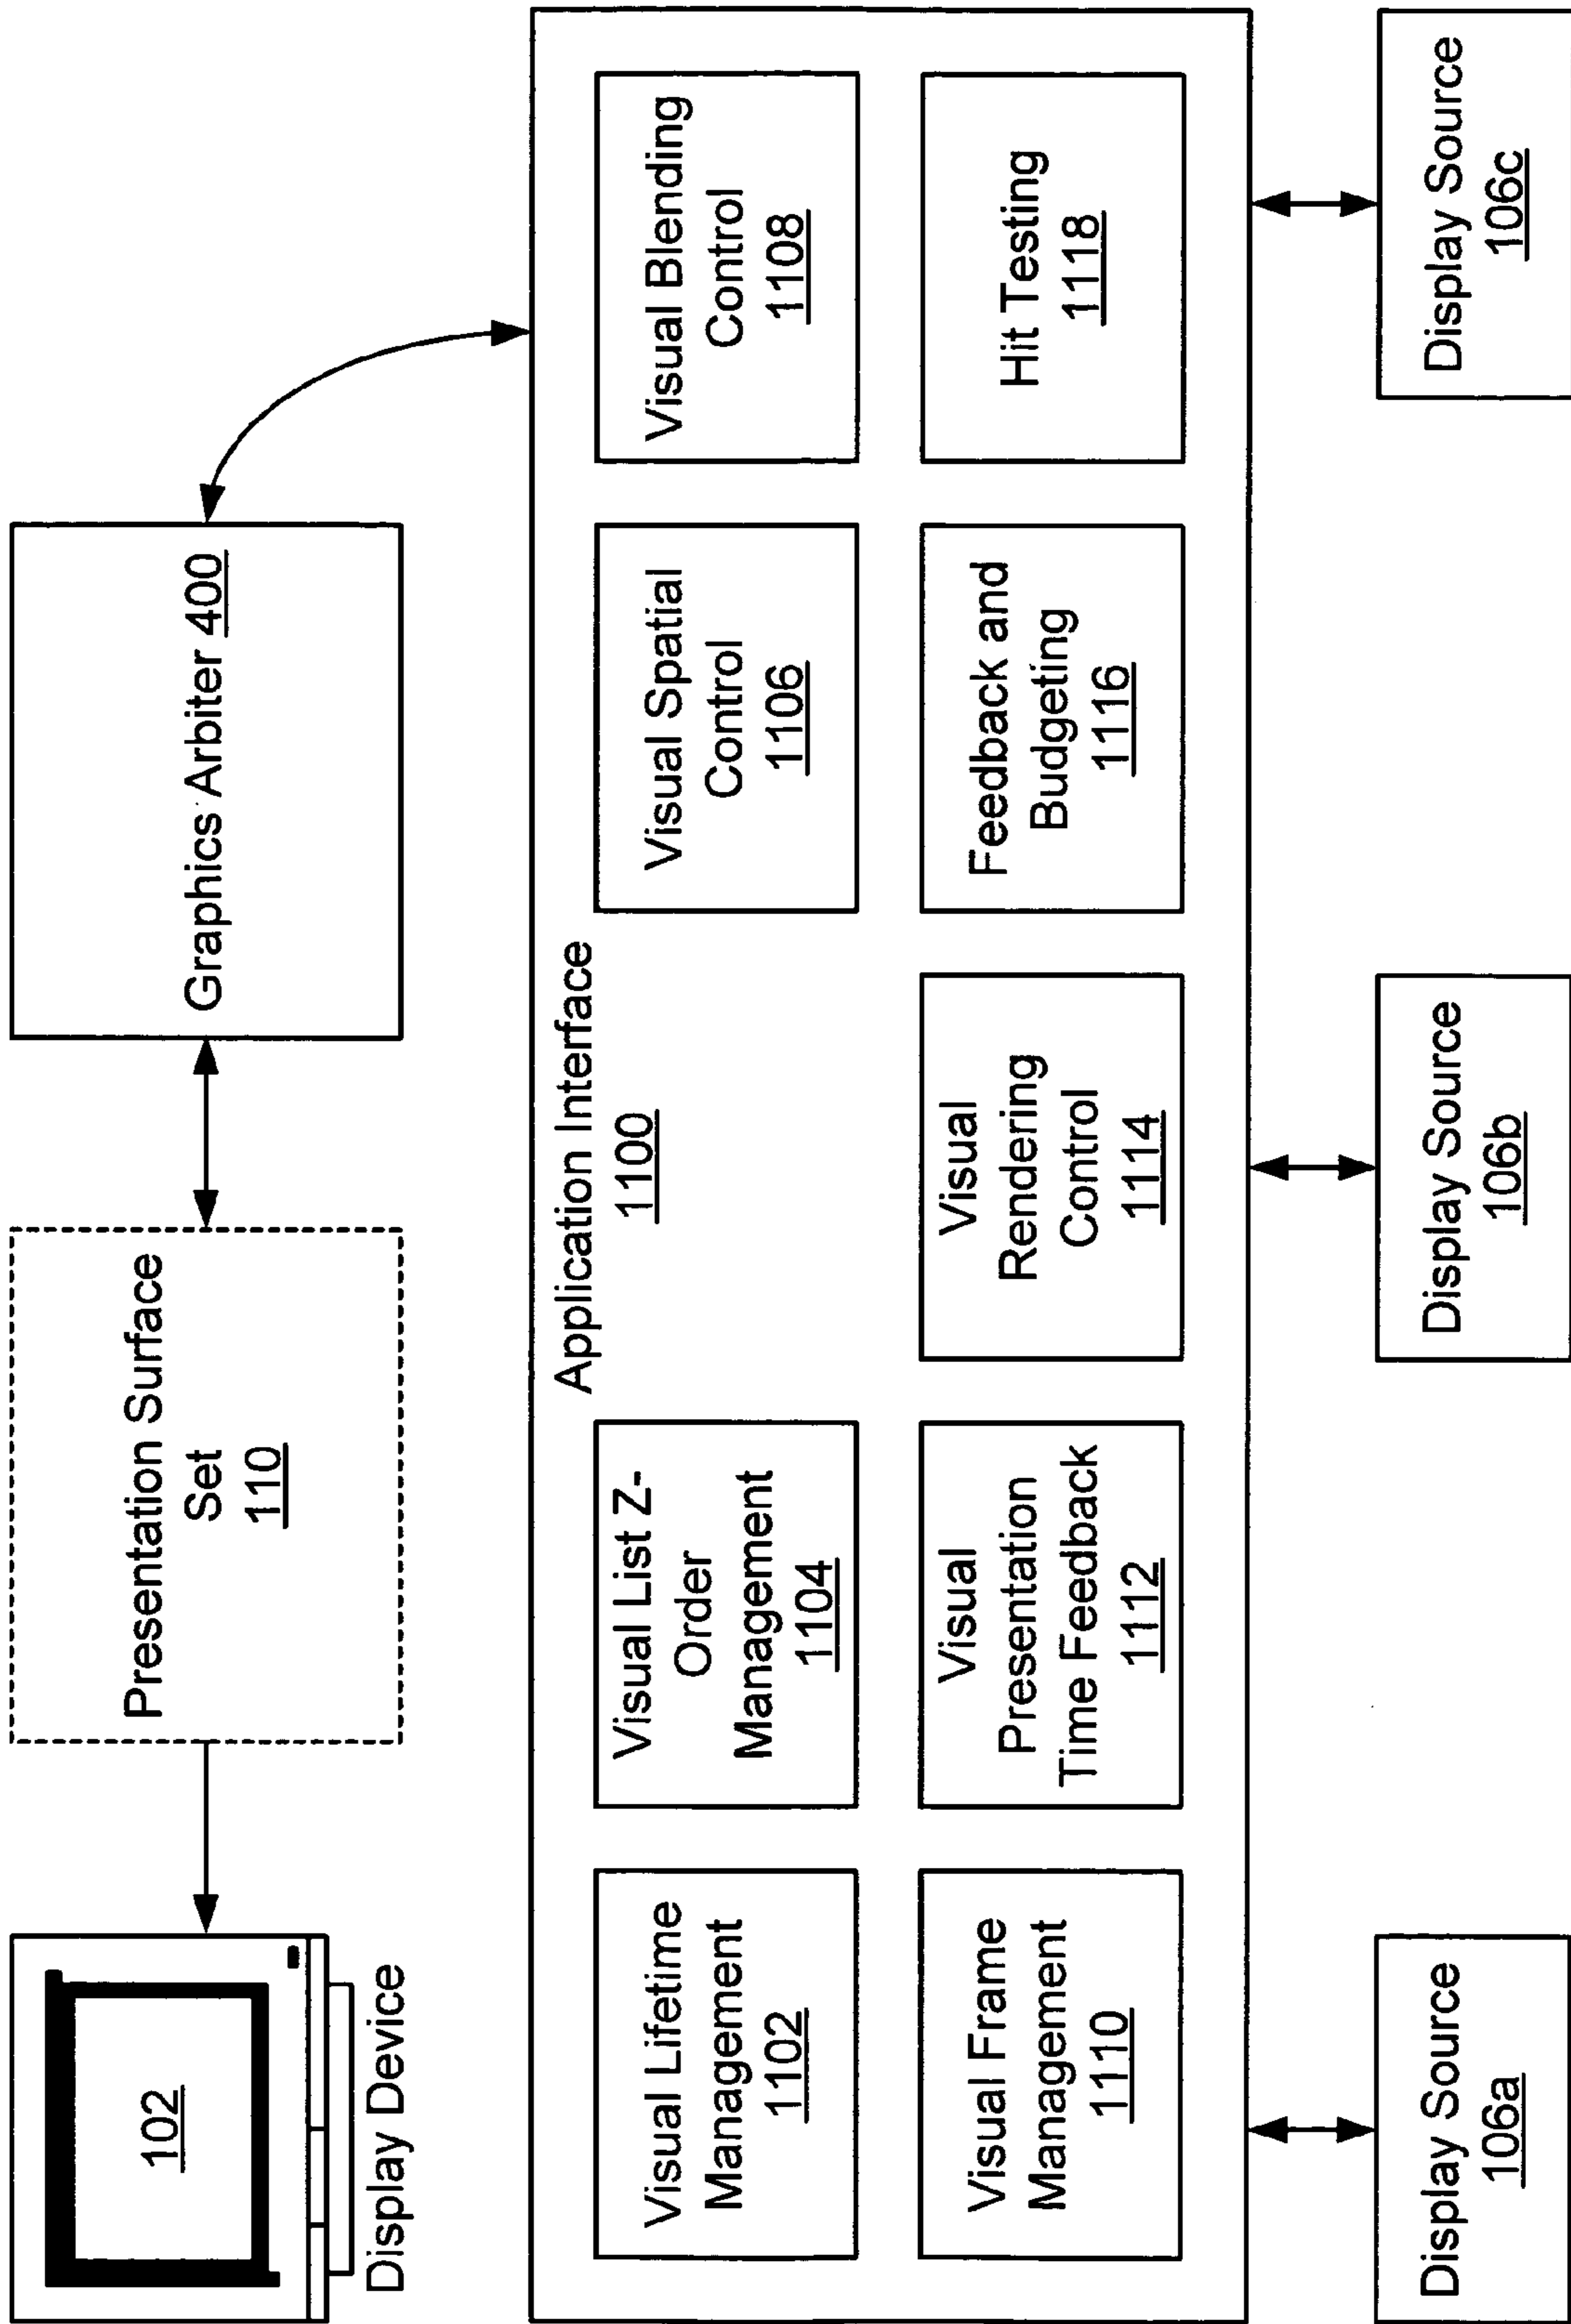 102
Display Device
Presentation Surface
Set
110
Graphics Arbiter 400
Application Interface
1100
Visual Lifetime
Management
1102
Visual List Z-
Order
Management
1104
Visual Spatial
Control
1106
Visual Blending
Control
1108
Visual Frame
Management
1110
Visual
Presentation
Time Feedback
1112
Visual
Rendering
Control
1114
Feedback and
Budgeting
1116
Hit Testing
1118
Display Source
106a
Display Source
106b
Display Source
106c